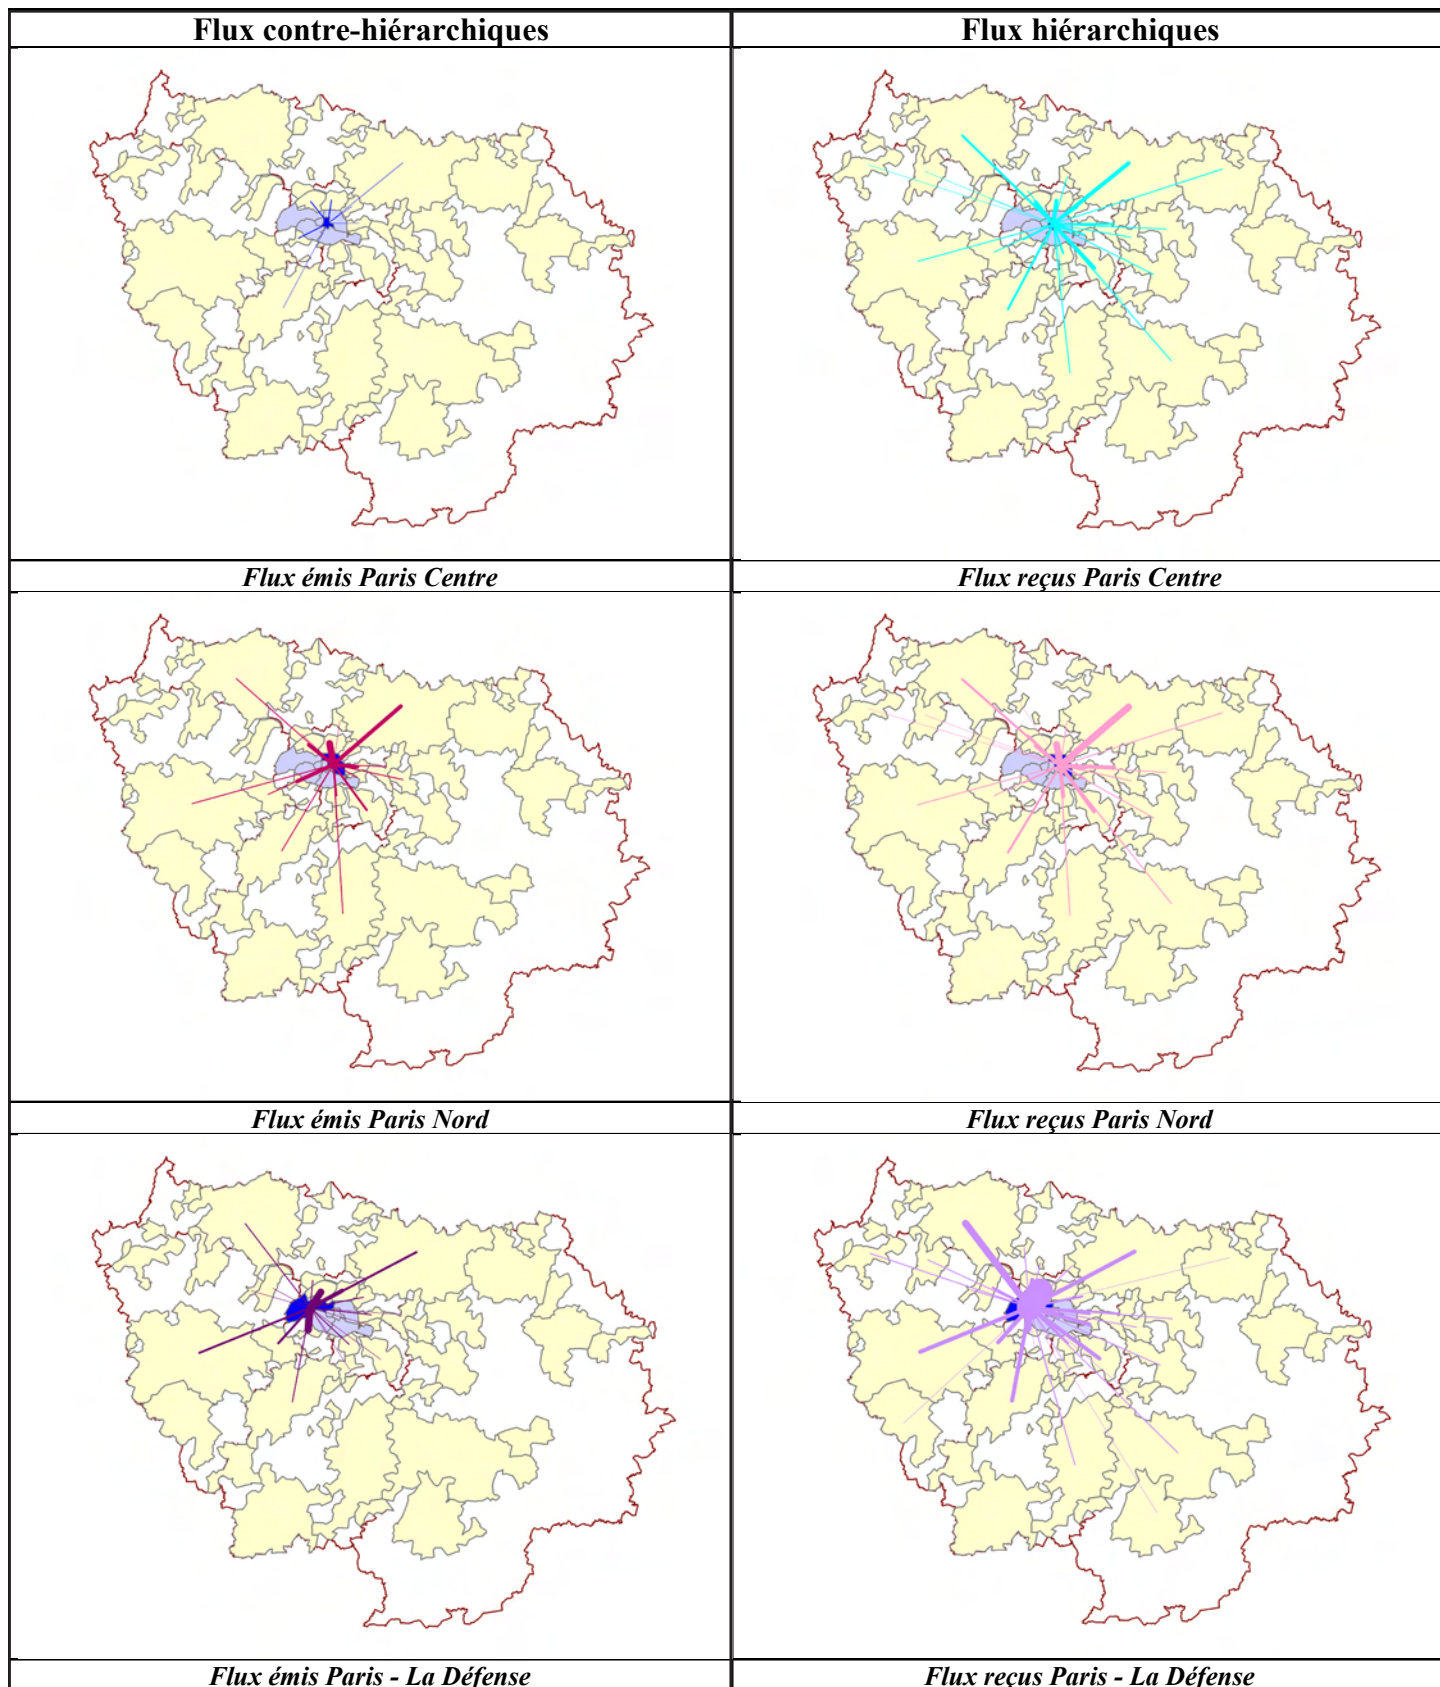 Flux contre-hiérarchiques
Flux hiérarchiques
Flux émis Paris Centre
Flux reçus Paris Centre
Flux émis Paris Nord
Flux reçus Paris Nord
Flux émis Paris - La Défense
Flux reçus Paris - La Défense